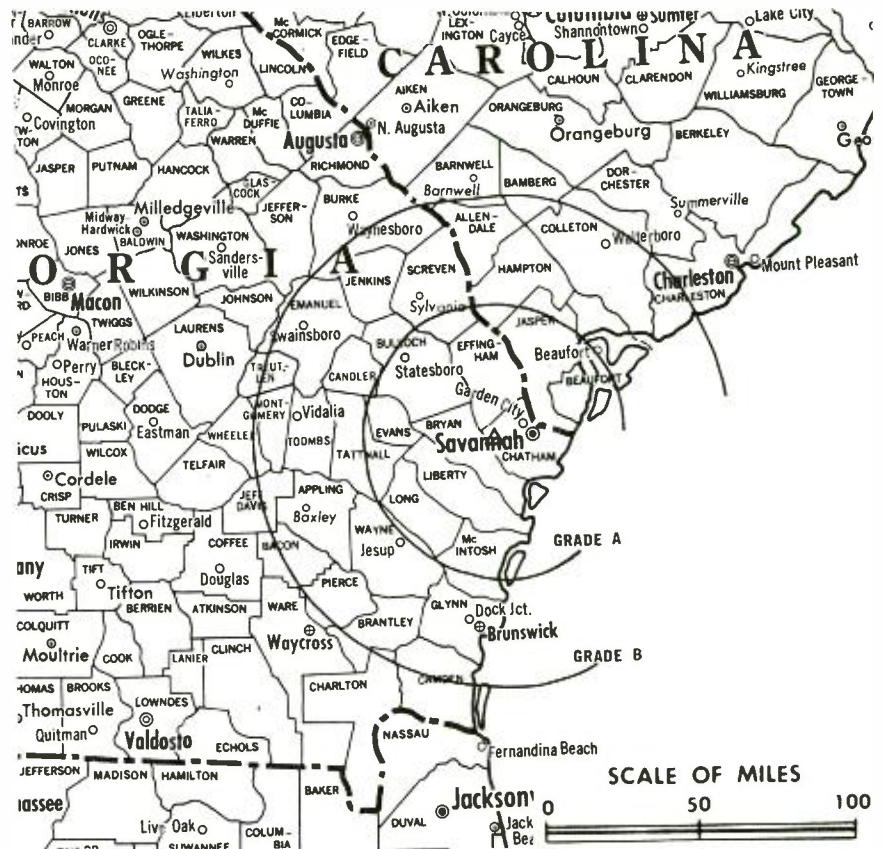 BARROW
CLARKE
OGLE-
THORPE
Mc
CORMICK
EDGE-
FIELD
LEX-
INGTON
Cayce
Columbia
Sumter
Shannontown
Lake City
WALTON
Monroe
OCO-
NEE
WILKES
Washington
LINCOLN
CAROLINA
CALHOUN
CLARENDON
Kingstree
WILLIAMSBURG
GEORGE-
TOWN
MORGAN
GREENE
Covington
TALIA-
FERRO
Mc
DUFFIE
CO-
LUMBIA
AIKEN
Aiken
ORANGEBURG
Orangeburg
BERKELEY
N. Augusta
Augusta
WARREN
RICHMOND
JASPER
PUTNAM
HANCOCK
GLAS-
COCK
BARNWELL
Barnwell
BAMBERG
DOR-
CHESTER
Summerville
Milledgeville
Midway-
Hardwick
BALDWIN
JONES
WASHINGTON
Sanders-
ville
JEFFER-
SON
BURKE
Waynesboro
ALLEN-
DALE
COLLETON
Walterboro
Charleston
CHARLESTON
Mount Pleasant
ORGIA
BIBB
Macon
WILKINSON
JOHNSON
JENKINS
SCREVEN
HAMPTON
EMANUEL
Swainsboro
Sylvania
TWIGGS
PEACH
Warner Robins
LAURENS
Dublin
BULLOCH
Statesboro
EFFING-
HAM
JASPER
Beaufort
BEAUFORT
Perry
HOUS-
TON
BLECK-
LEY
TREUT-
LEN
CANDLER
Garden City
DOOLY
DODGE
Eastman
PULASKI
WHEELER
MONT-
GOMERY
Vidalia
TOOMBS
EVANS
BRYAN
Savannah
CHATHAM
WILCOX
TELFAIR
TATTNALL
LIBERTY
Cordele
CRISP
JEFF
DAVIS
APPLING
Baxley
LONG
TURNER
BEN HILL
Fitzgerald
IRWIN
COFFEE
BACON
WAYNE
Jesup
Mc
INTOSH
GRADE A
TIFT
Tifton
Douglas
PIERCE
WORTH
BERRIEN
ATKINSON
WARE
BRANTLEY
GLYNN
Dock Jct.
Brunswick
COLQUITT
Moultrie
COOK
LANIER
CLINCH
Waycross
GRADE B
BROOKS
CHARLTON
CAMDEN
Thomasville
Quitman
LOWNDES
Valdosta
ECHOLS
NASSAU
Fernandina Beach
JEFFERSON
MADISON
HAMILTON
BAKER
SCALE OF MILES
0 50 100
Live Oak
SUWANNEE
COLUM-
BIA
DUVAL